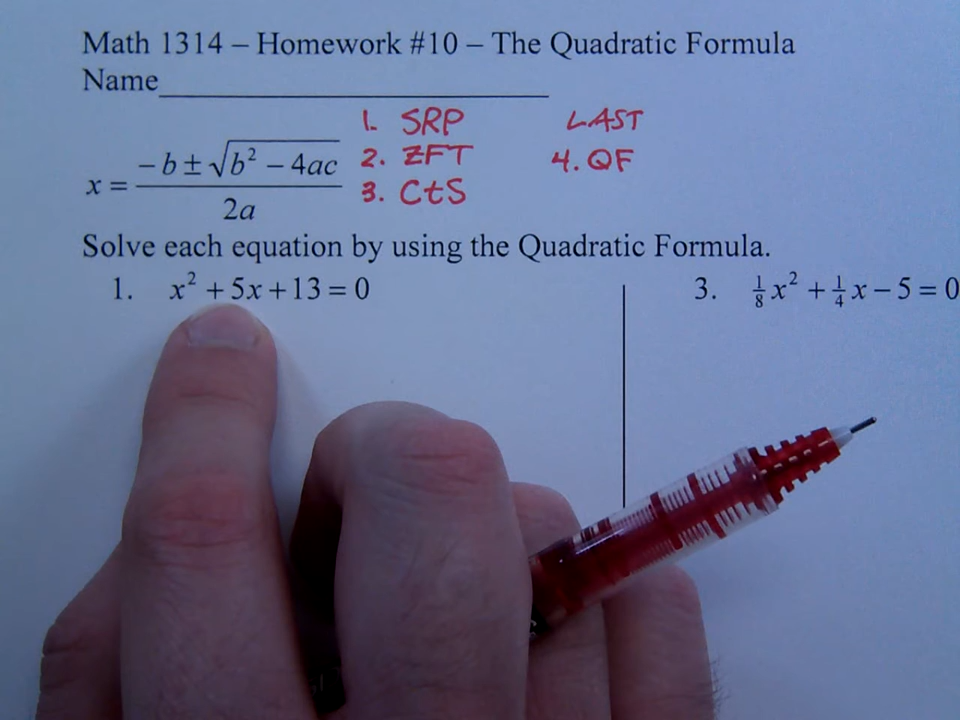 Math 1314 – Homework #10 – The Quadratic Formula
Name
1. SRP
2. ZFT
3. CtS
LAST
4. QF
x = (−b ± √(b² − 4ac)) / 2a
Solve each equation by using the Quadratic Formula.
1. x² + 5x + 13 = 0
3. ⅛x² + ¼x − 5 = 0